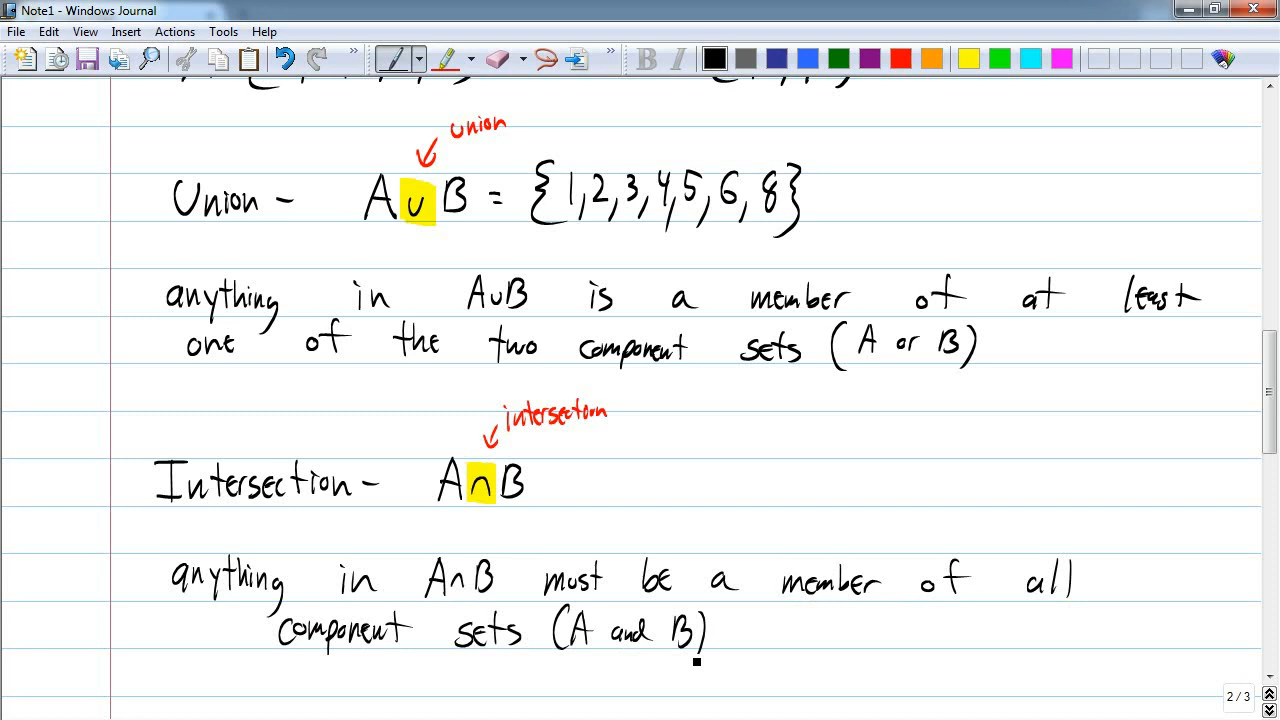 Note1 - Windows Journal
File Edit View Insert Actions Tools Help
B I
union
Union - A∪B = {1,2,3,4,5,6,8}
anything in A∪B is a member of at least
one of the two component sets (A or B)
intersection
Intersection - A∩B
anything in A∩B must be a member of all
component sets (A and B)
2 / 3